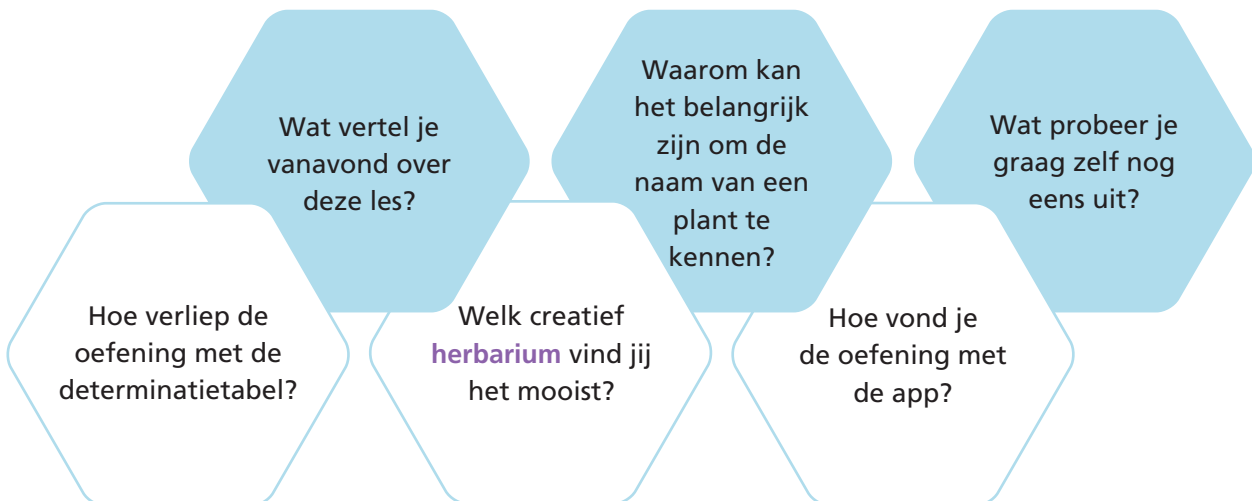 Wat vertel je
vanavond over
deze les?
Waarom kan
het belangrijk
zijn om de
naam van een
plant te
kennen?
Wat probeer je
graag zelf nog
eens uit?
Hoe verliep de
oefening met de
determinatietabel?
Welk creatief
herbarium vind jij
het mooist?
Hoe vond je
de oefening met
de app?